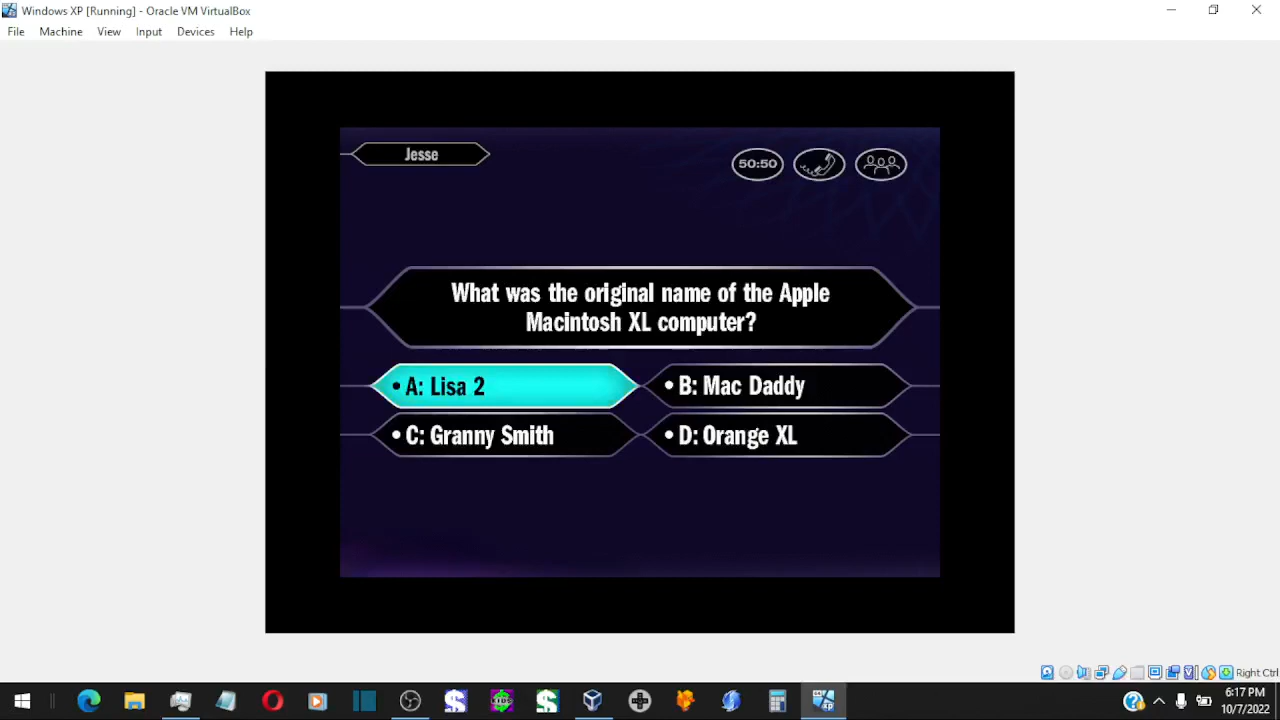 Windows XP [Running] - Oracle VM VirtualBox
File Machine View Input Devices Help
Jesse
50:50
What was the original name of the Apple
Macintosh XL computer?
• A: Lisa 2
• B: Mac Daddy
• C: Granny Smith
• D: Orange XL
Right Ctrl
6:17 PM
10/7/2022